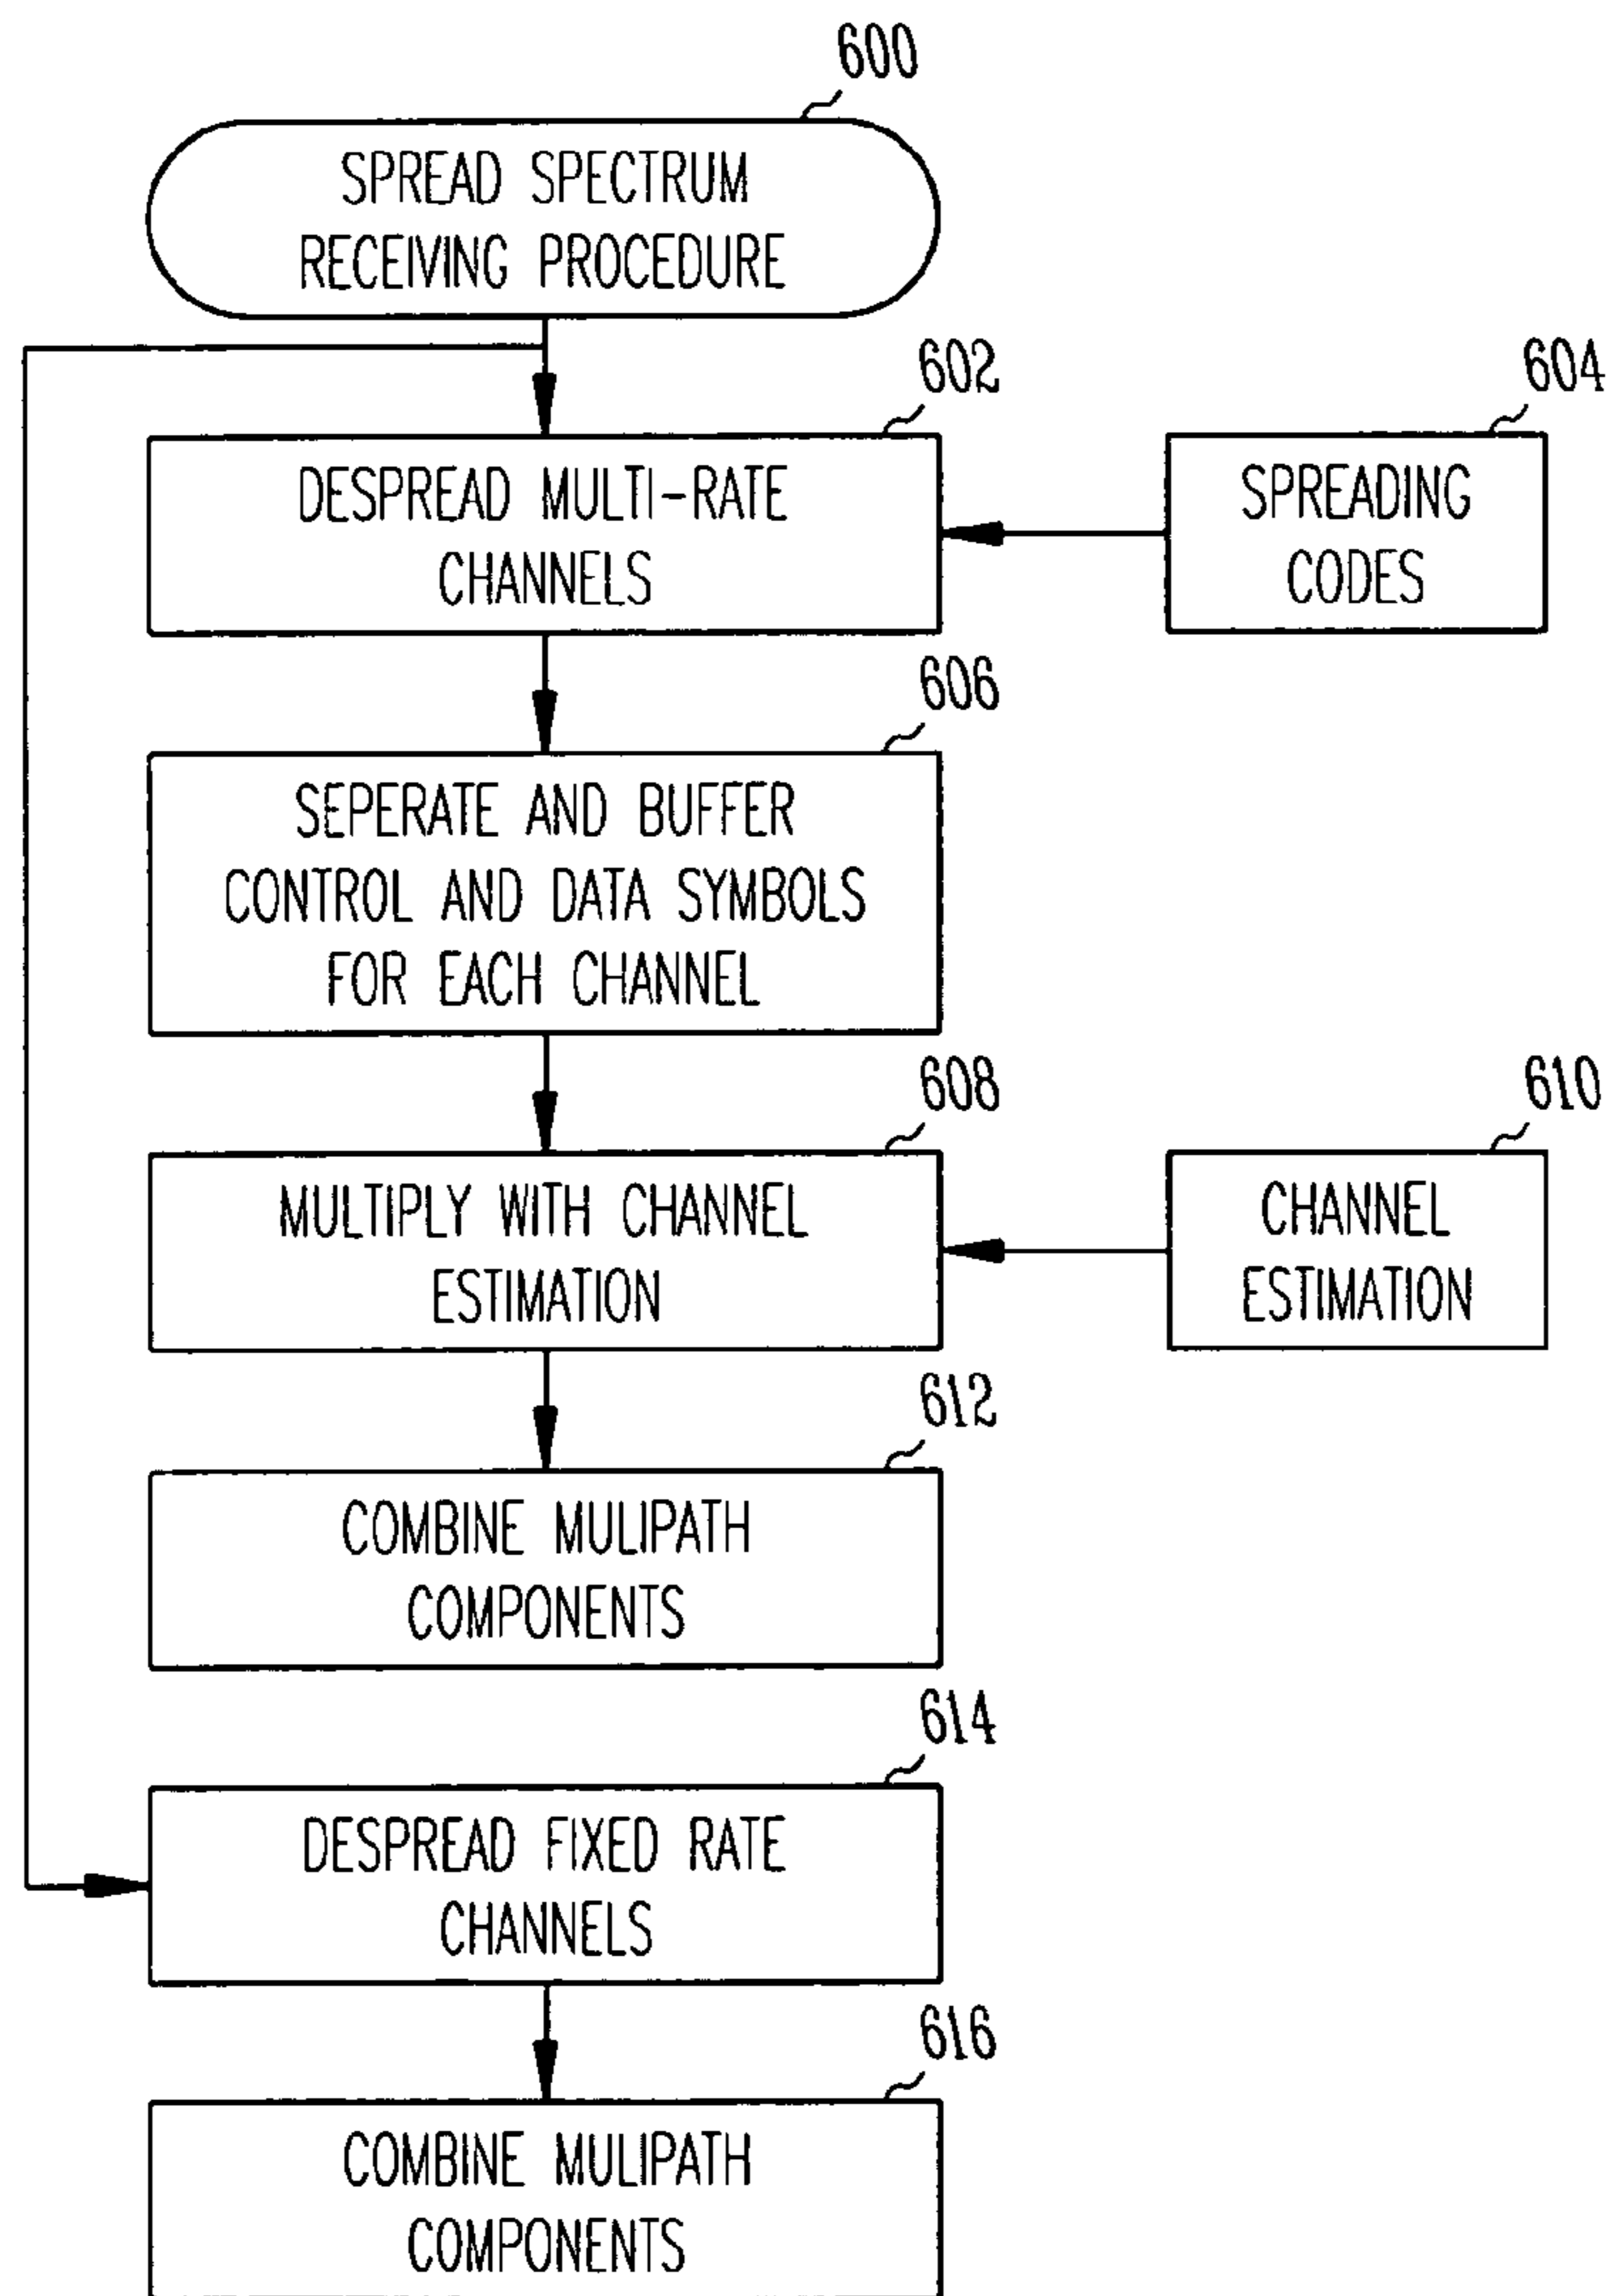 600
SPREAD SPECTRUM
RECEIVING PROCEDURE
602
DESPREAD MULTI-RATE
CHANNELS
604
SPREADING
CODES
606
SEPERATE AND BUFFER
CONTROL AND DATA SYMBOLS
FOR EACH CHANNEL
608
MULTIPLY WITH CHANNEL
ESTIMATION
610
CHANNEL
ESTIMATION
612
COMBINE MULIPATH
COMPONENTS
614
DESPREAD FIXED RATE
CHANNELS
616
COMBINE MULIPATH
COMPONENTS